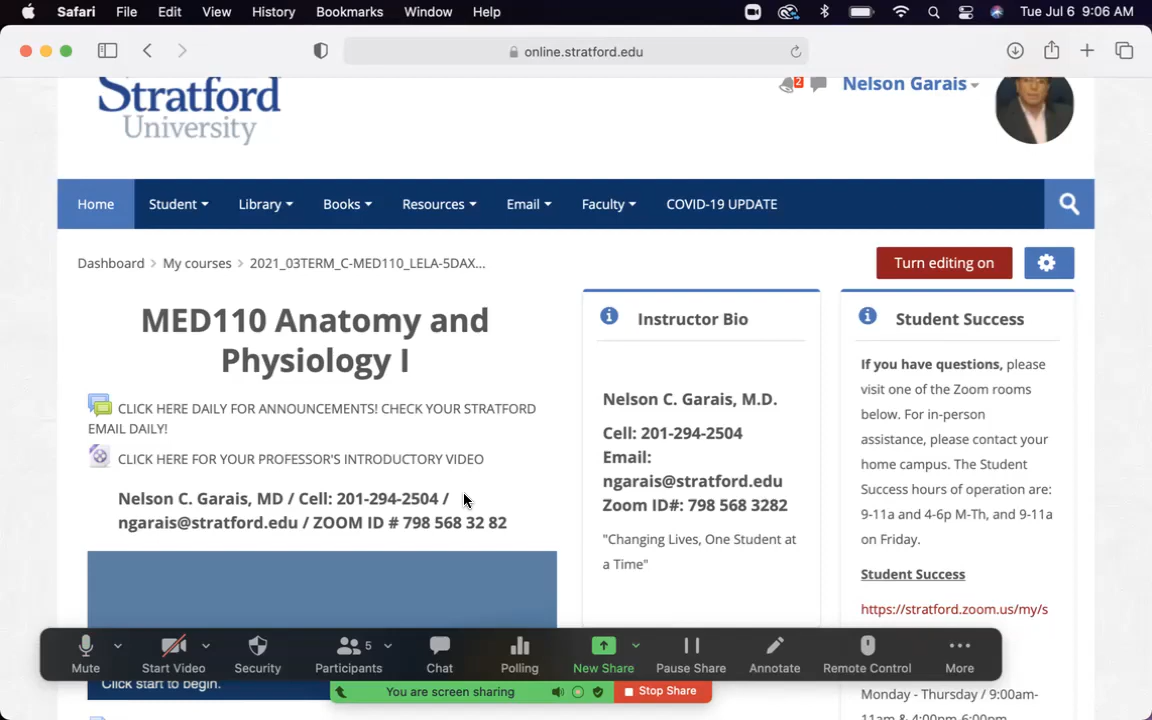 Safari File Edit View History Bookmarks Window Help Tue Jul 6 9:06 AM
online.stratford.edu
Stratford
University
2
Nelson Garais
Home Student Library Books Resources Email Faculty COVID-19 UPDATE
Dashboard > My courses > 2021_03TERM_C-MED110_LELA-5DAX...
Turn editing on
MED110 Anatomy and
Physiology I
CLICK HERE DAILY FOR ANNOUNCEMENTS! CHECK YOUR STRATFORD
EMAIL DAILY!
CLICK HERE FOR YOUR PROFESSOR'S INTRODUCTORY VIDEO
Nelson C. Garais, MD / Cell: 201-294-2504 /
ngarais@stratford.edu / ZOOM ID # 798 568 32 82
Click start to begin.
Instructor Bio
Nelson C. Garais, M.D.
Cell: 201-294-2504
Email:
ngarais@stratford.edu
Zoom ID#: 798 568 3282
"Changing Lives, One Student at
a Time"
Student Success
If you have questions, please
visit one of the Zoom rooms
below. For in-person
assistance, please contact your
home campus. The Student
Success hours of operation are:
9-11a and 4-6p M-Th, and 9-11a
on Friday.
Student Success
https://stratford.zoom.us/my/s
Monday - Thursday / 9:00am-
11am & 4:00pm-6:00pm
Mute Start Video Security Participants 5 Chat Polling New Share Pause Share Annotate Remote Control More
You are screen sharing Stop Share